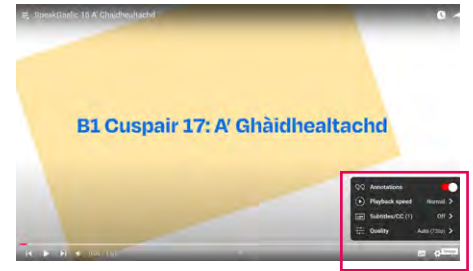 SpeakGaelic 10 A' Ghàidhealtachd
B1 Cuspair 17: A' Ghàidhealtachd
Annotations
Playback speed Normal >
Subtitles/CC (1) Off >
Quality Auto (720p) >